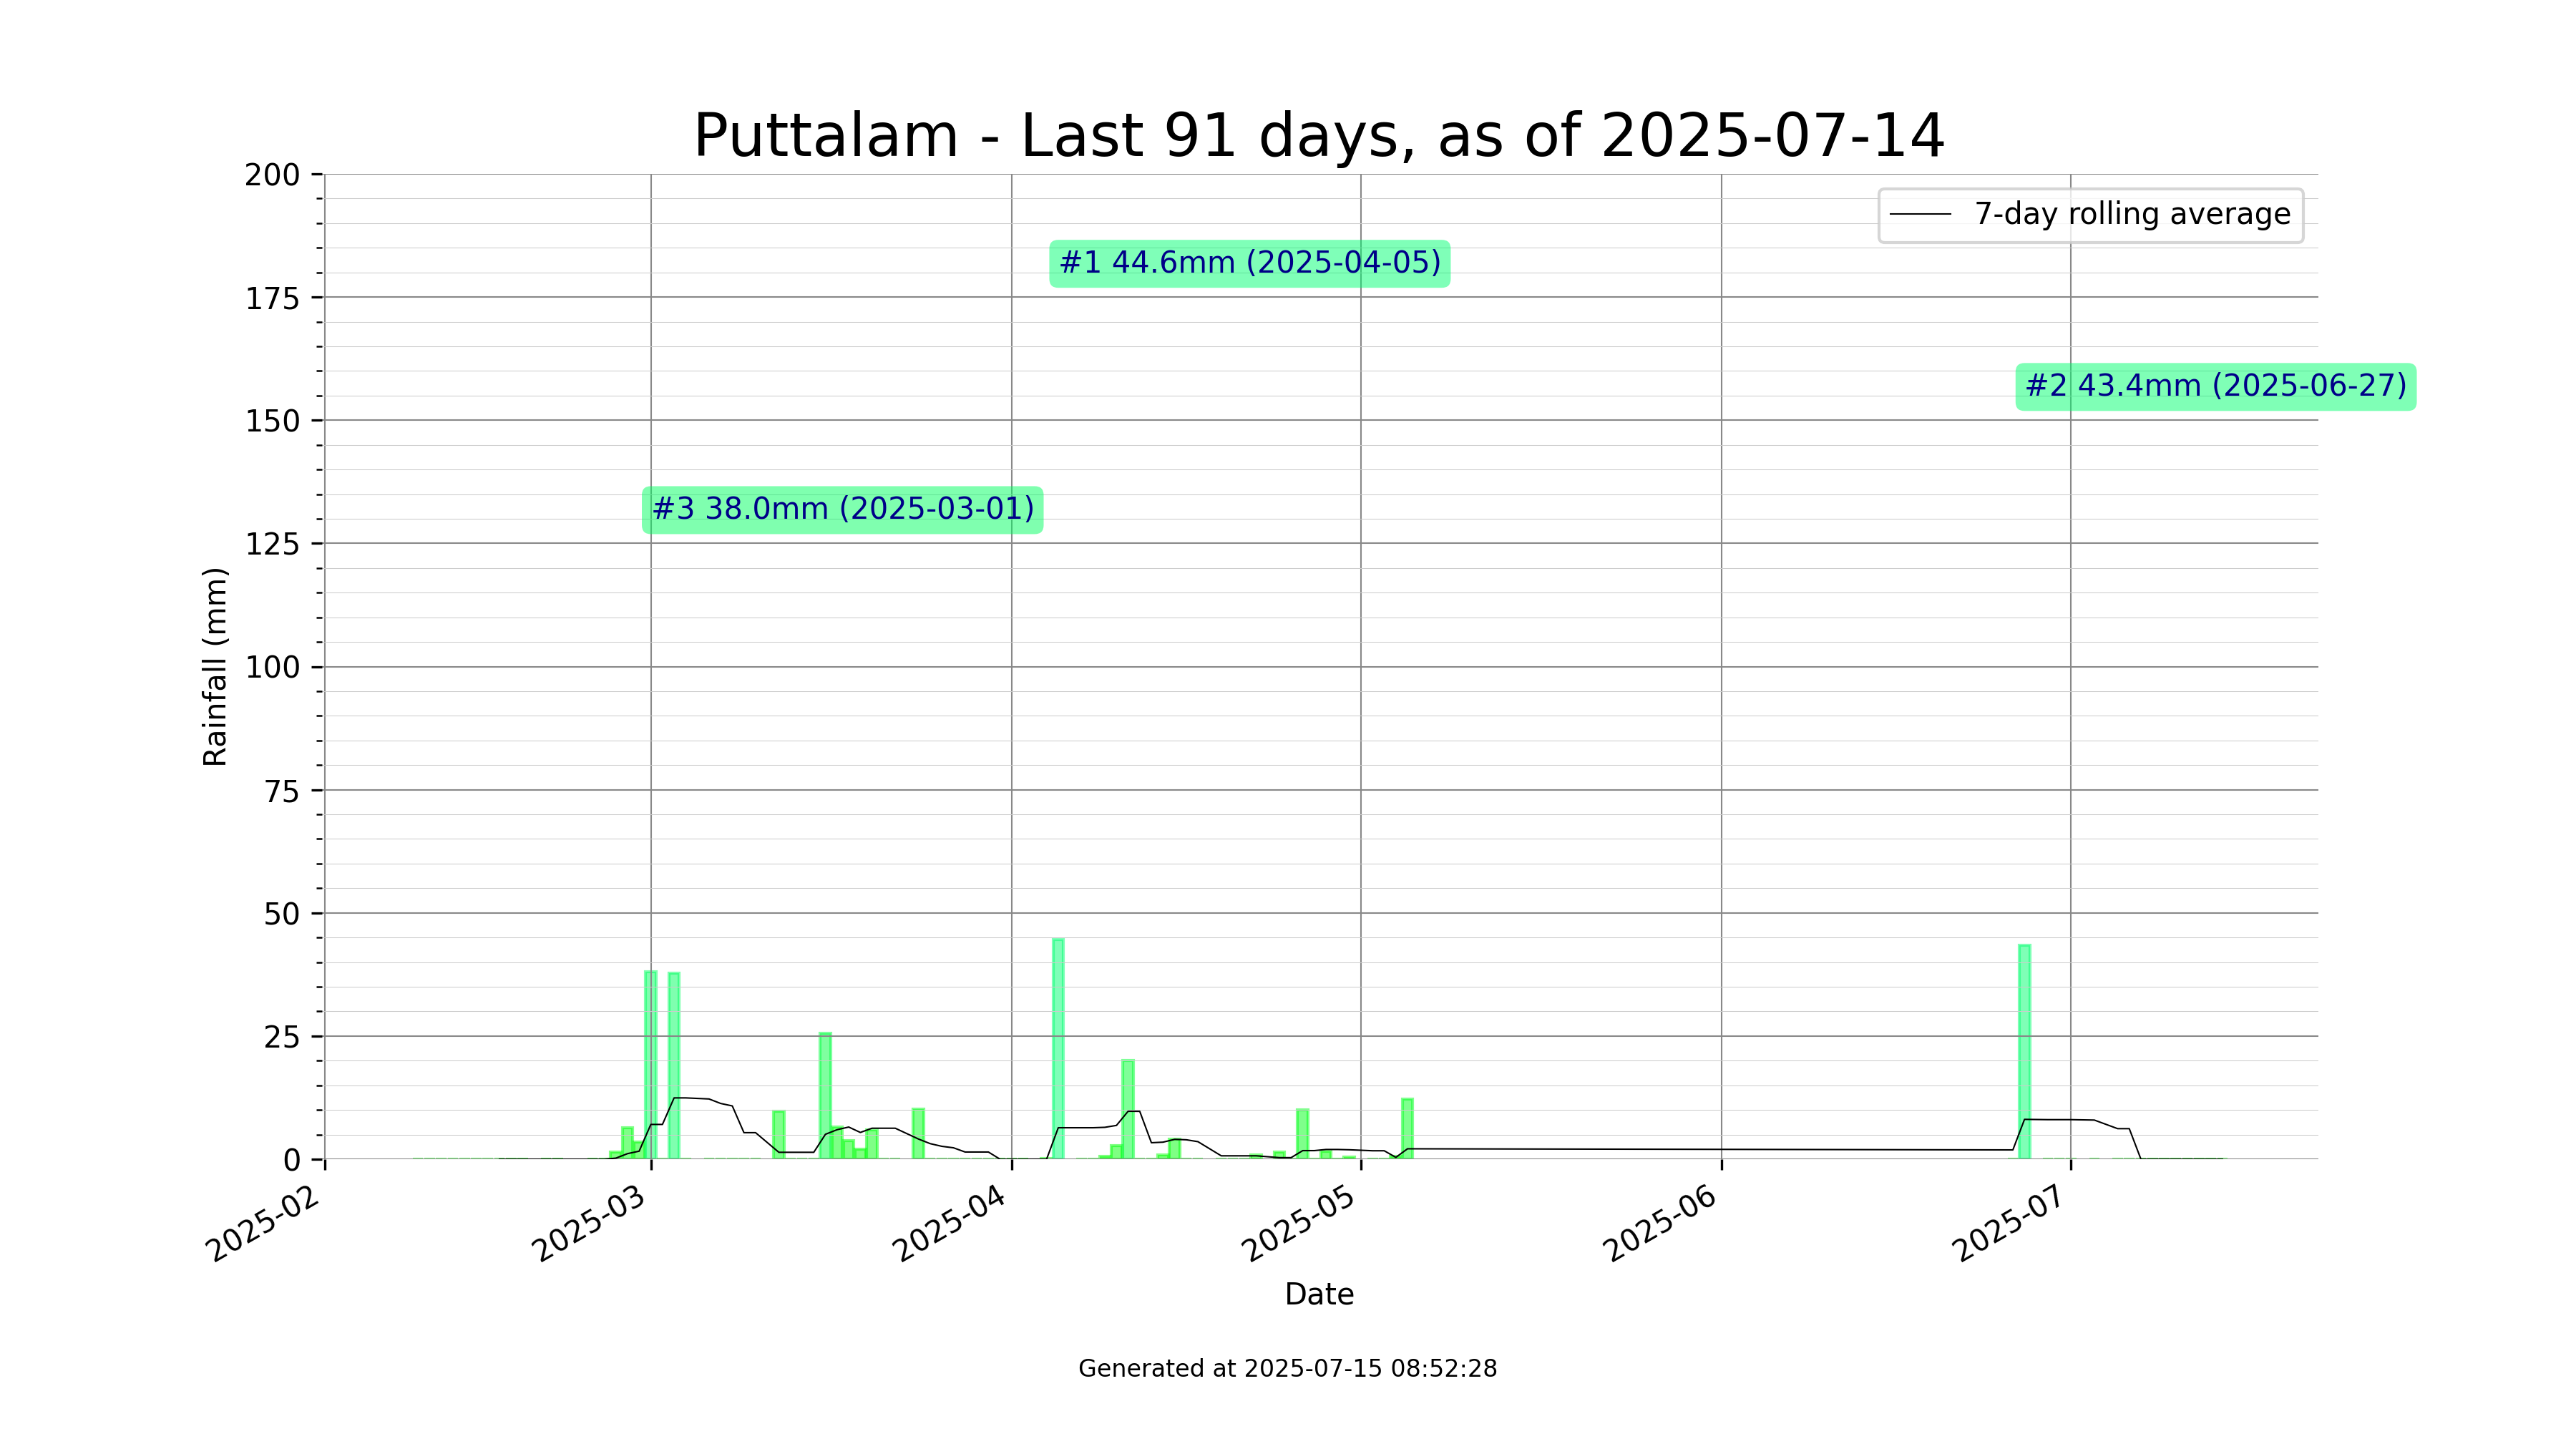 Puttalam - Last 91 days, as of 2025-07-14
200
175
150
125
100
75
50
25
0
Rainfall (mm)
7-day rolling average
#1 44.6mm (2025-04-05)
#2 43.4mm (2025-06-27)
#3 38.0mm (2025-03-01)
2025-02
2025-03
2025-04
2025-05
2025-06
2025-07
Date
Generated at 2025-07-15 08:52:28